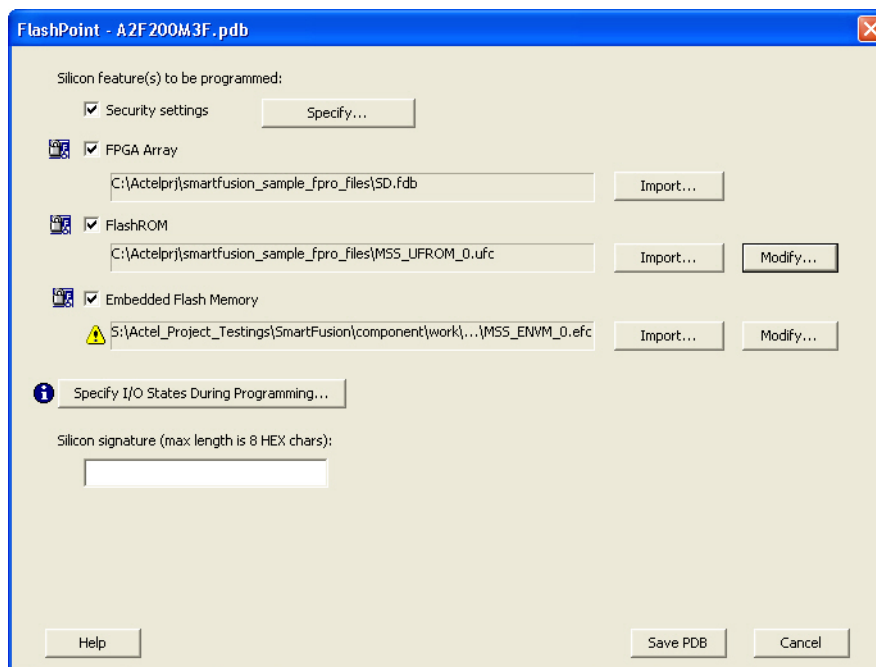 FlashPoint - A2F200M3F.pdb
Silicon feature(s) to be programmed:
Security settings
Specify...
FPGA Array
C:\Actelprj\smartfusion_sample_fpro_files\SD.fdb
Import...
FlashROM
C:\Actelprj\smartfusion_sample_fpro_files\MSS_UFROM_0.ufc
Import...
Modify...
Embedded Flash Memory
S:\Actel_Project_Testings\SmartFusion\component\work\...\MSS_ENVM_0.efc
Import...
Modify...
Specify I/O States During Programming...
Silicon signature (max length is 8 HEX chars):
Help
Save PDB
Cancel